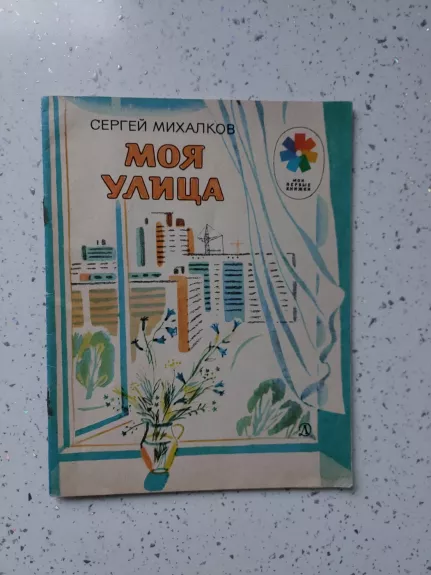 СЕРГЕЙ МИХАЛКОВ
МОЯ
УЛИЦА
МОИ
ПЕРВЫЕ
КНИЖКИ